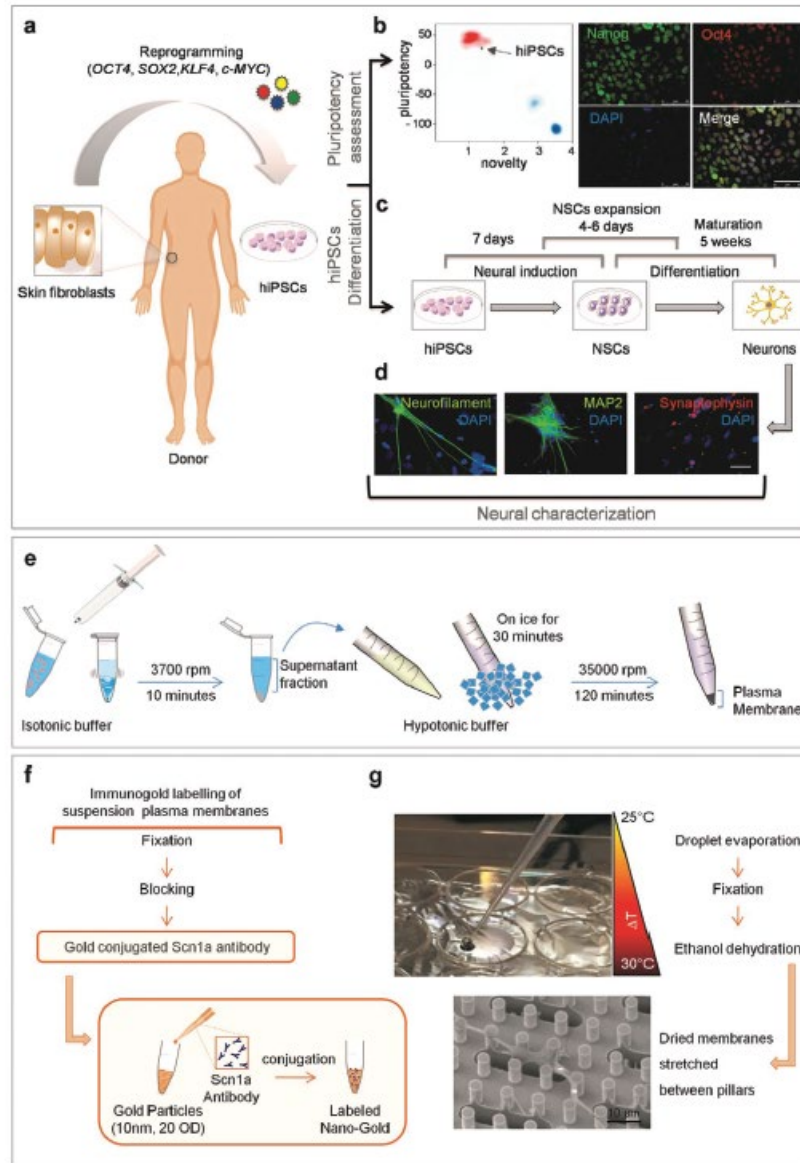 a
Reprogramming
(OCT4, SOX2,KLF4, c-MYC)
Skin fibroblasts
hiPSCs
Donor
Pluripotency
assessment
hiPSCs
Differentiation
b
pluripotency
50
0
-50
- 100
hiPSCs
0
1
2
3
4
novelty
Nanog
Oct4
DAPI
Merge
c
NSCs expansion
4-6 days
Maturation
5 weeks
7 days
Neural induction
Differentiation
hiPSCs
NSCs
Neurons
d
Neurofilament
DAPI
MAP2
DAPI
Synaptophysin
DAPI
Neural characterization
e
Isotonic buffer
3700 rpm
10 minutes
Supernatant
fraction
On ice for
30 minutes
Hypotonic buffer
35000 rpm
120 minutes
Plasma
Membrane
f
Immunogold labelling of
suspension plasma membranes
Fixation
Blocking
Gold conjugated Scn1a antibody
Scn1a
Antibody
conjugation
Gold Particles
(10nm, 20 OD)
Labeled
Nano-Gold
g
25°C
ΔT
30°C
Droplet evaporation
Fixation
Ethanol dehydration
Dried membranes
stretched
between pillars
10 µm